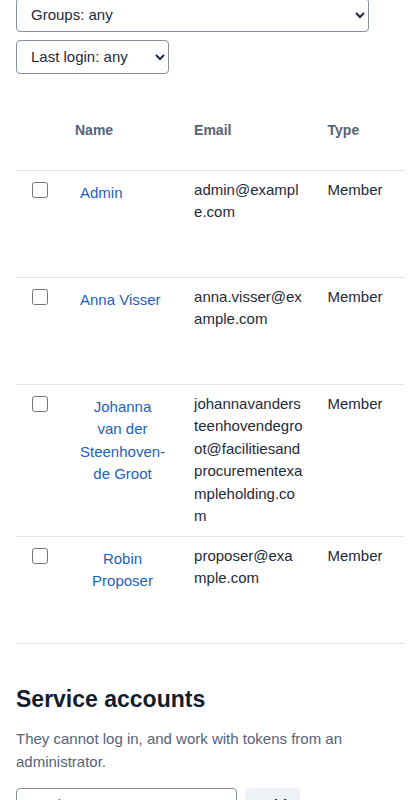 Groups: any
Last login: any
Name Email Type
Admin admin@exampl Member
e.com
Anna Visser anna.visser@ex Member
ample.com
Johanna johannavanders Member
van der teenhovendegro
Steenhoven- ot@facilitiesand
de Groot procurementexa
mpleholding.co
m
Robin proposer@exa Member
Proposer mple.com
Service accounts
They cannot log in, and work with tokens from an
administrator.